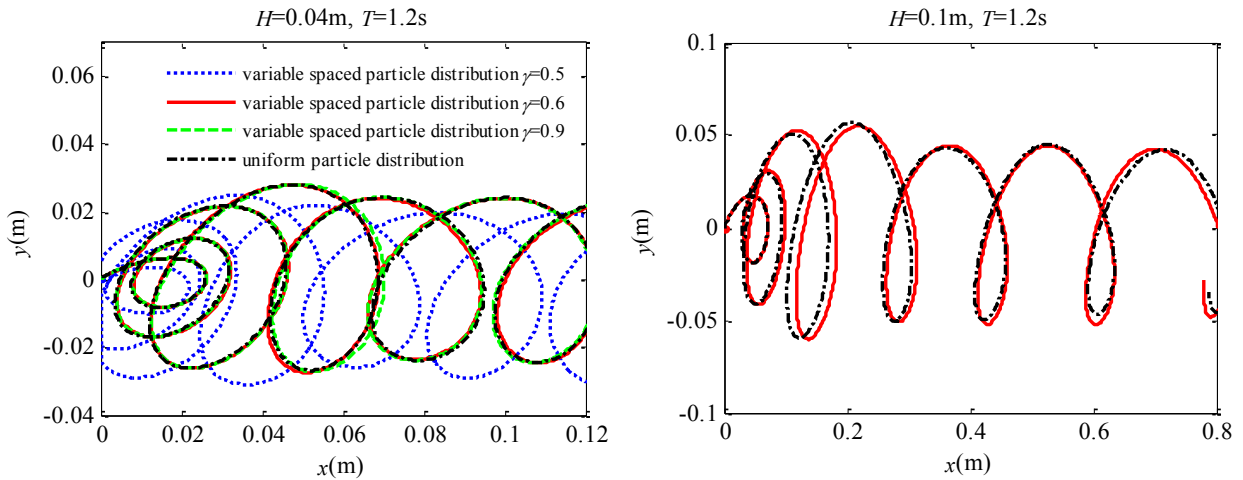 H=0.04m, T=1.2s
0.06
0.04
0.02
0
-0.02
-0.04
y(m)
variable spaced particle distribution γ=0.5
variable spaced particle distribution γ=0.6
variable spaced particle distribution γ=0.9
uniform particle distribution
0 0.02 0.04 0.06 0.08 0.1 0.12
x(m)
H=0.1m, T=1.2s
0.1
0.05
0
-0.05
-0.1
y(m)
0 0.2 0.4 0.6 0.8
x(m)